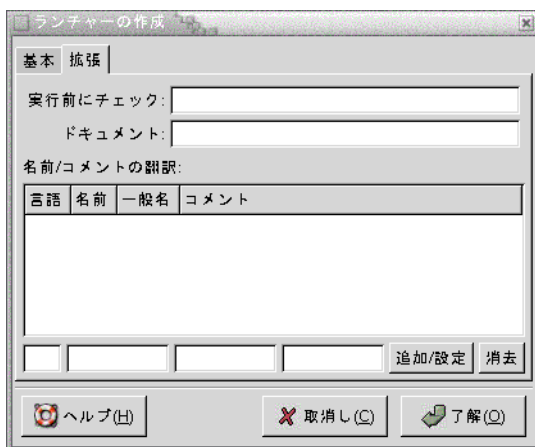 ランチャーの作成
基本 拡張
実行前にチェック:
ドキュメント:
名前/コメントの翻訳:
言語 名前 一般名 コメント
追加/設定 消去
ヘルプ(H) 取消し(C) 了解(O)